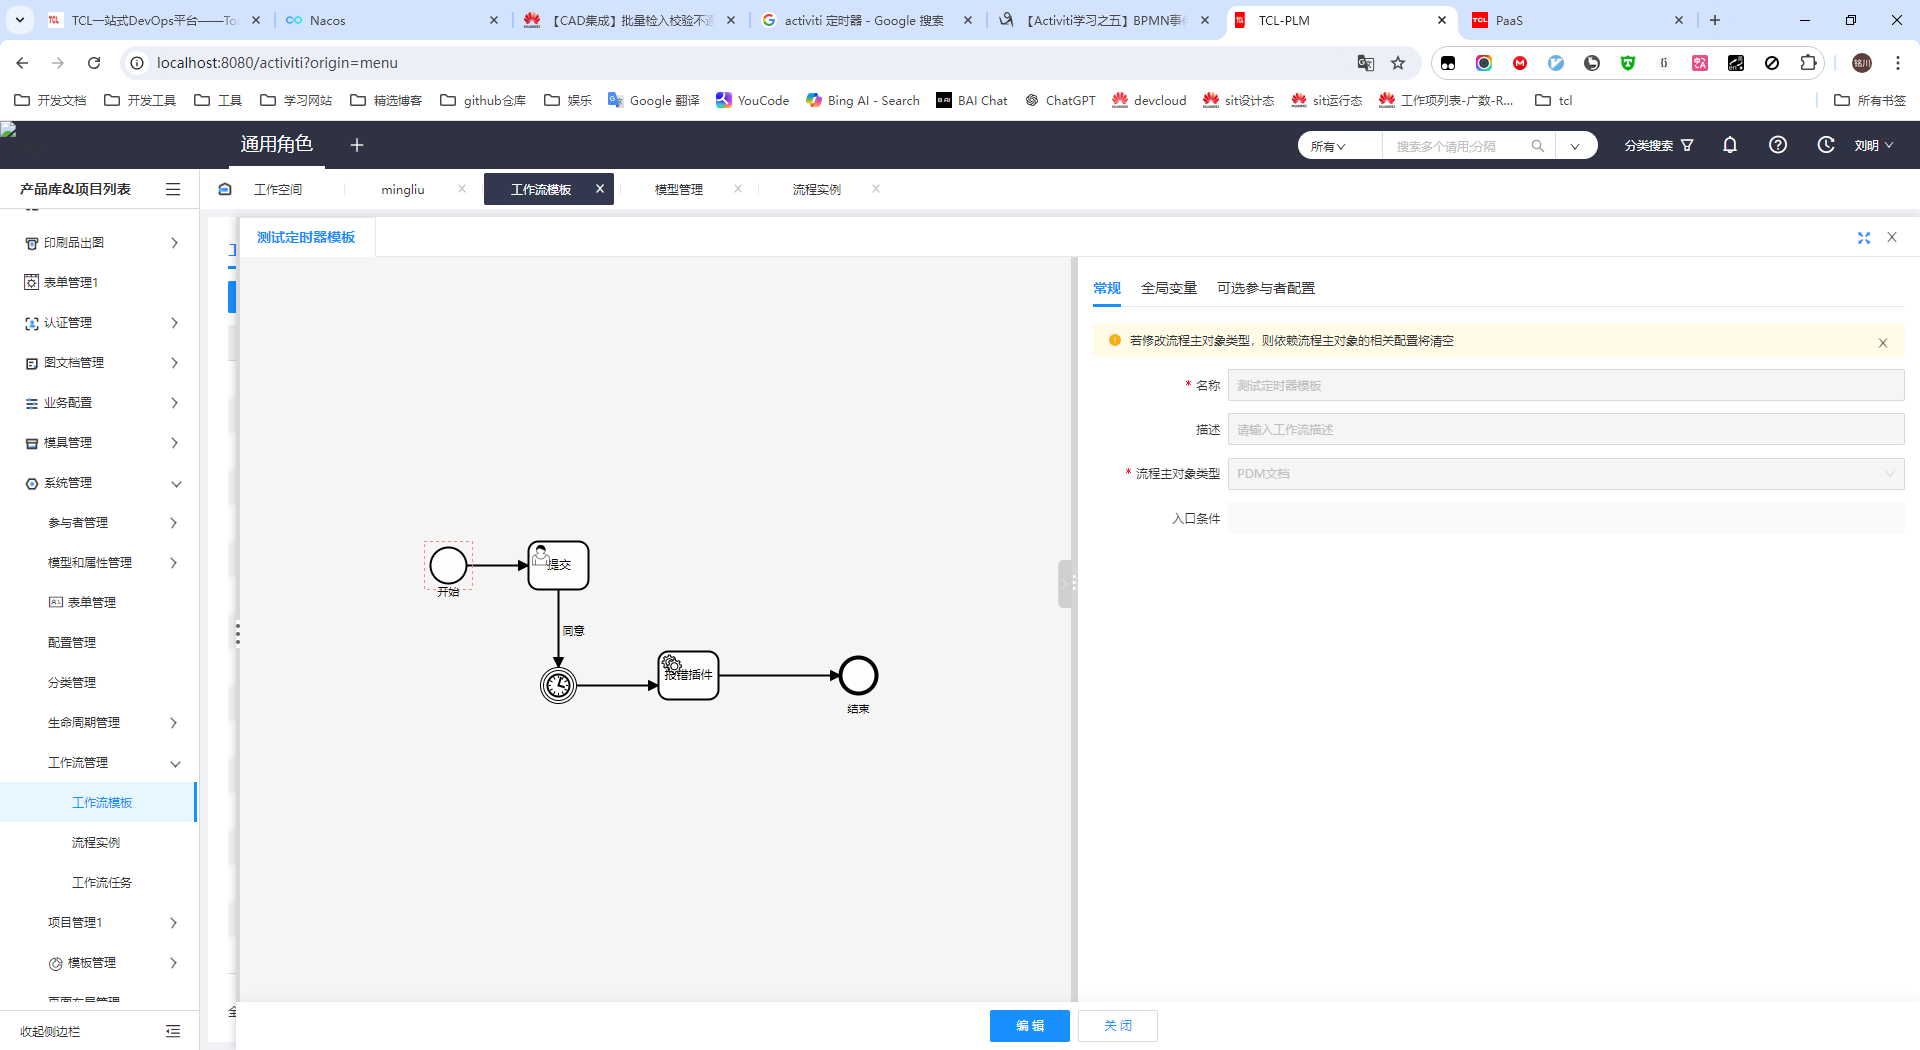 TCL一站式DevOps平台——To
Nacos
【CAD集成】批量检入校验不通
activiti 定时器 - Google 搜索
【Activiti学习之五】BPMN事件
TCL-PLM
PaaS
localhost:8080/activiti?origin=menu
开发文档
开发工具
工具
学习网站
精选博客
github仓库
娱乐
Google 翻译
YouCode
Bing AI - Search
BAI Chat
ChatGPT
devcloud
sit设计态
sit运行态
工作项列表-广数-R...
tcl
所有书签
通用角色
所有
搜索多个请用;分隔
分类搜索
刘明
产品库&项目列表
工作空间
mingliu
工作流模板
模型管理
流程实例
印刷品出图
表单管理1
认证管理
图文档管理
业务配置
模具管理
系统管理
参与者管理
模型和属性管理
表单管理
配置管理
分类管理
生命周期管理
工作流管理
工作流模板
流程实例
工作流任务
项目管理1
模板管理
页面布局管理
收起侧边栏
测试定时器模板
开始
提交
同意
报错插件
结束
常规
全局变量
可选参与者配置
若修改流程主对象类型，则依赖流程主对象的相关配置将清空
* 名称
测试定时器模板
描述
请输入工作流描述
* 流程主对象类型
PDM文档
入口条件
编 辑
关 闭